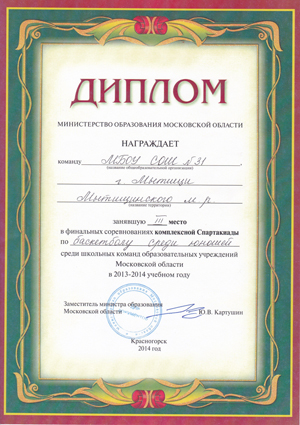 ДИПЛОМ
МИНИСТЕРСТВО ОБРАЗОВАНИЯ МОСКОВСКОЙ ОБЛАСТИ
НАГРАЖДАЕТ
команду МБОУ СОШ №31
(название общеобразовательной организации)
г. Мытищи
Мытищинского м.р
(название территории)
занявшую III место
в финальных соревнованиях комплексной Спартакиады
по баскетболу среди юношей
среди школьных команд образовательных учреждений
Московской области
в 2013-2014 учебном году
Заместитель министра образования
Московской области Ю.В. Картушин
Красногорск
2014 год